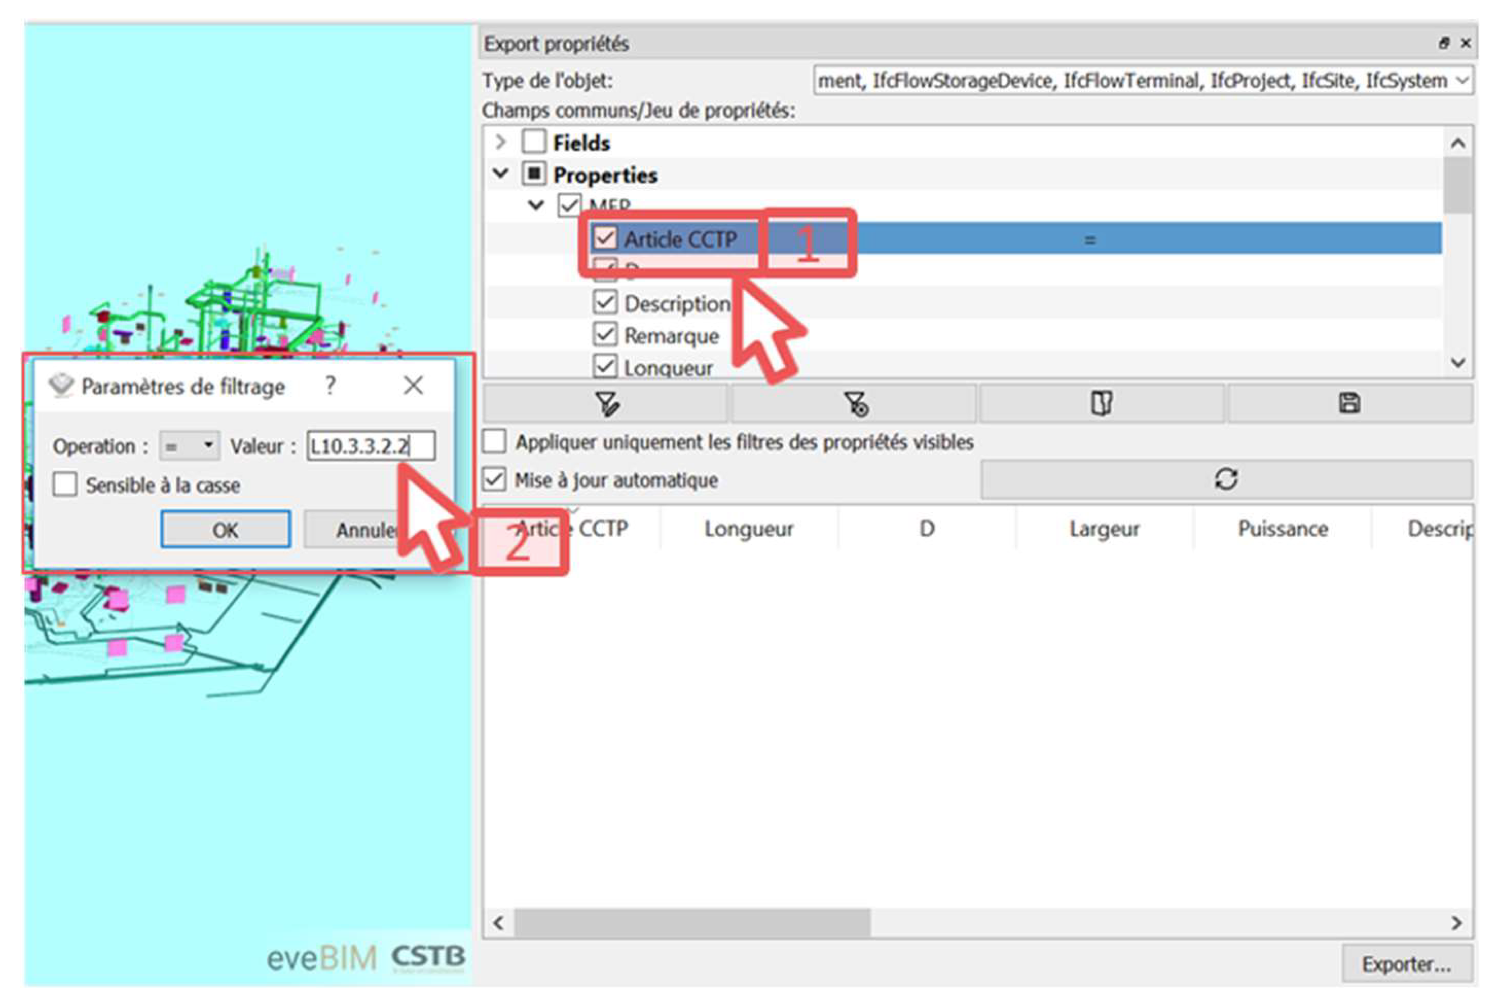 Export propriétés
Type de l'objet: ment, IfcFlowStorageDevice, IfcFlowTerminal, IfcProject, IfcSite, IfcSystem
Champs communs/Jeu de propriétés:
Fields
Properties
MEP
Article CCTP =
1
D
Description
Remarque
Longueur
Paramètres de filtrage ? ×
Operation : = Valeur : L10.3.3.2.2
Sensible à la casse
OK Annuler
2
Appliquer uniquement les filtres des propriétés visibles
Mise à jour automatique
Article CCTP Longueur D Largeur Puissance Descrip
eveBIM CSTB
Exporter...